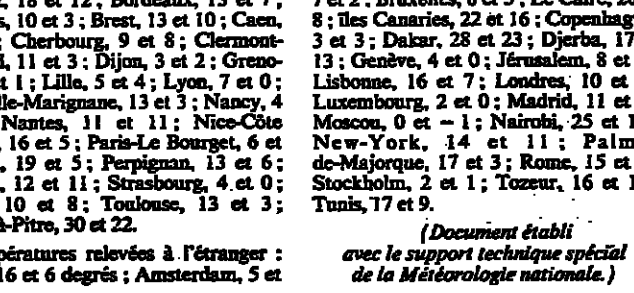 10 et 3 ; Brest, 13 et 10 ; Caen,
; Cherbourg, 9 et 8 ; Clermont-
11 et 3 ; Dijon, 3 et 2 ; Greno-
et 1 ; Lille, 5 et 4 ; Lyon, 7 et 0 ;
lle-Marignane, 13 et 3 ; Nancy, 4
Nantes, 11 et 11 ; Nice-Côte
, 16 et 5 ; Paris-Le Bourget, 6 et
, 19 et 5 ; Perpignan, 13 et 6 ;
, 12 et 11 ; Strasbourg, 4 et 0 ;
10 et 8 ; Toulouse, 13 et 3 ;
à-Pitre, 30 et 22.
pératures relevées à l'étranger :
16 et 6 degrés ; Amsterdam, 5 et
8 ; îles Canaries, 22 et 16 ; Copenhag
3 et 3 ; Dakar, 28 et 23 ; Djerba, 17
13 ; Genève, 4 et 0 ; Jérusalem, 8 et
Lisbonne, 16 et 7 ; Londres, 10 et
Luxembourg, 2 et 0 ; Madrid, 11 et
Moscou, 0 et – 1 ; Nairobi, 25 et 1
New-York, 14 et 11 ; Palm
de-Majorque, 17 et 3 ; Rome, 15 et
Stockholm, 2 et 1 ; Tozeur, 16 et 1
Tunis, 17 et 9.
(Document établi
avec le support technique spécial
de la Météorologie nationale.)